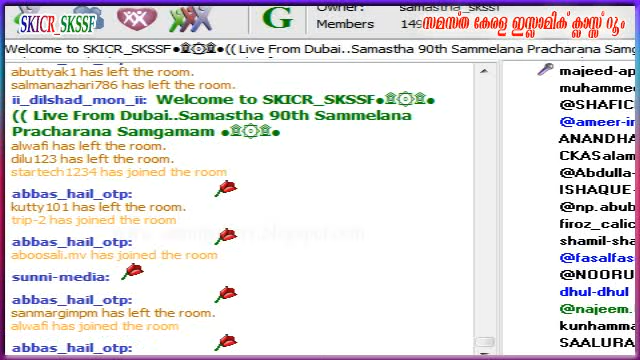 SKICR_SKSSF
G
Owner: samastha_skssf
Members 149
സമസ്ത കേരള ഇസ്ലാമിക് ക്ലാസ്സ് റൂം
Welcome to SKICR_SKSSF●۩۞۩●(( Live From Dubai..Samastha 90th Sammelana Pracharana Samg
abuttyak1 has left the room.
salmanazhari786 has left the room.
ii_dilshad_mon_ii: Welcome to SKICR_SKSSF●۩۞۩●
(( Live From Dubai..Samastha 90th Sammelana
Pracharana Samgamam ●۩۞۩●
alwafi has left the room.
dilu123 has left the room.
startech1234 has joined the room
abbas_hail_otp:
kutty101 has left the room.
trip-2 has joined the room
abbas_hail_otp:
aboosali.mv has joined the room
sunni-media:
abbas_hail_otp:
sanmargimpm has left the room.
alwafi has joined the room
abbas_hail_otp:
majeed-ap
muhammed
@SHAFIC
@ameer-ir
ANANDHA
CKASalam
@Abdulla-
ISHAQUE-
@np.abub
firoz_calic
shamil-sha
@fasalfas
@NOORU
dhul-dhul
@najeem.
kunhamma
SAALURA